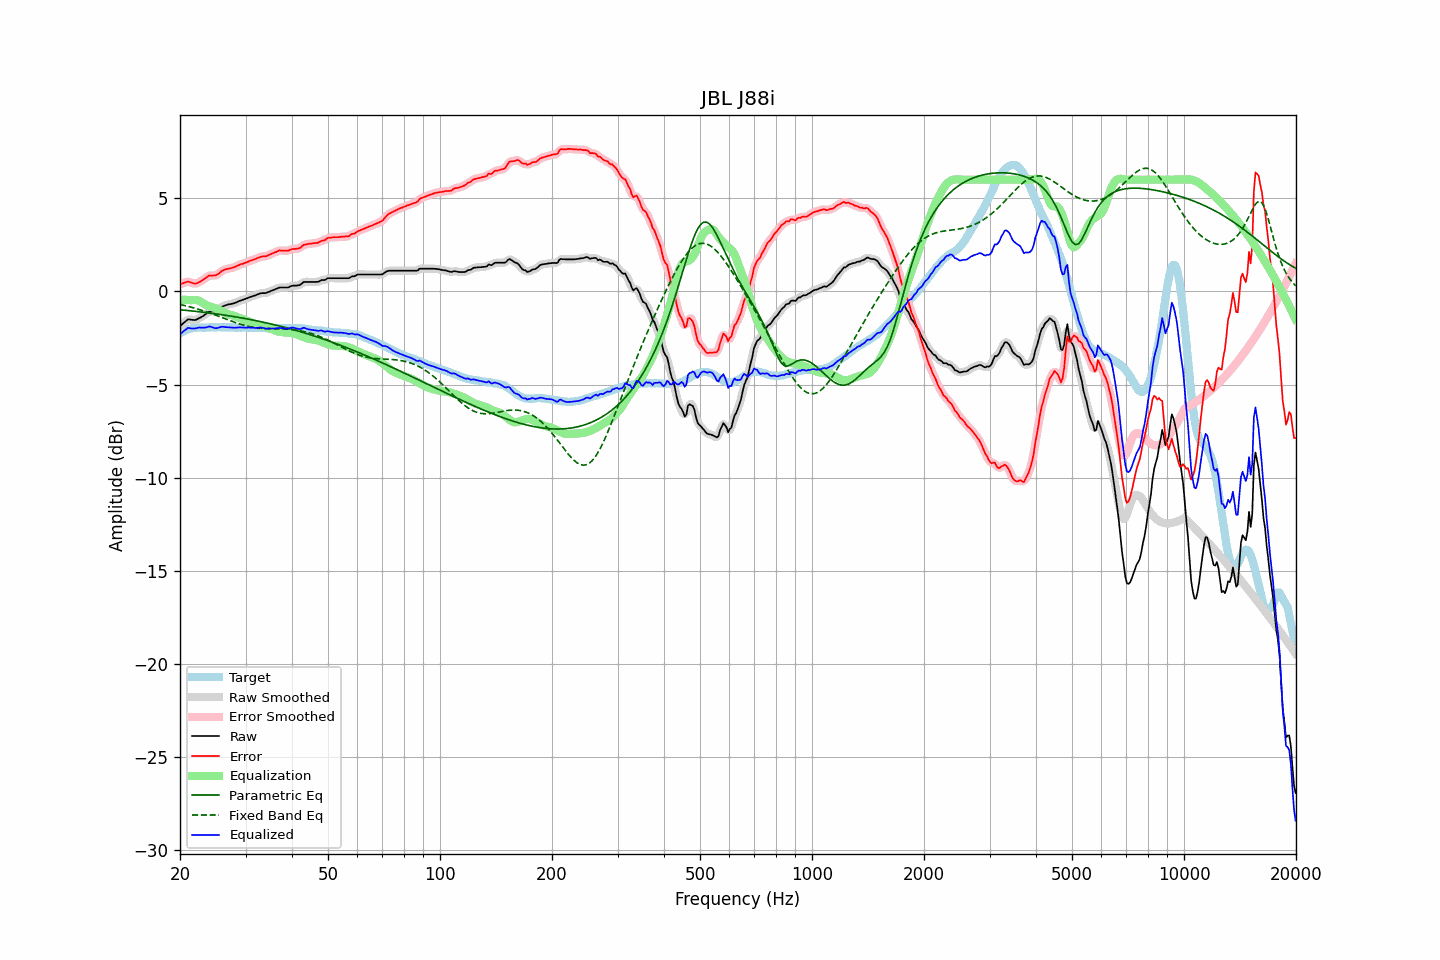 JBL J88i
Amplitude (dBr)
5
0
−5
−10
−15
−20
−25
−30
Target
Raw Smoothed
Error Smoothed
Raw
Error
Equalization
Parametric Eq
Fixed Band Eq
Equalized
20 50 100 200 500 1000 2000 5000 10000 20000
Frequency (Hz)